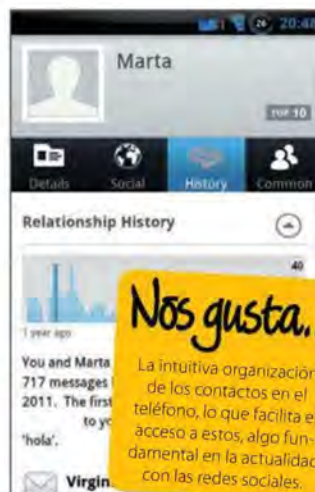 26 20:48
Marta
TOP 10
Details Social History Common
Relationship History
40
1 year ago
You and Marta
717 messages
2011. The first
to yo
'hola'.
Virgin
Nos gusta..
La intuitiva organización
de los contactos en el
teléfono, lo que facilita e
acceso a estos, algo fun-
damental en la actualidad
con las redes sociales.